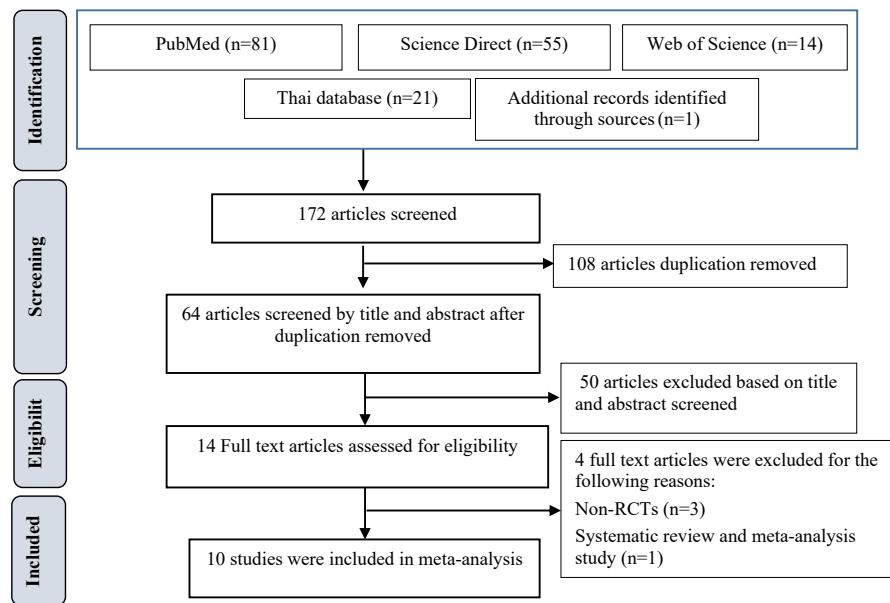 Identification
PubMed (n=81)
Science Direct (n=55)
Web of Science (n=14)
Thai database (n=21)
Additional records identified
through sources (n=1)
Screening
172 articles screened
108 articles duplication removed
64 articles screened by title and abstract after
duplication removed
50 articles excluded based on title
and abstract screened
Eligibilit
14 Full text articles assessed for eligibility
4 full text articles were excluded for the
following reasons:
Non-RCTs (n=3)
Systematic review and meta-analysis
study (n=1)
Included
10 studies were included in meta-analysis